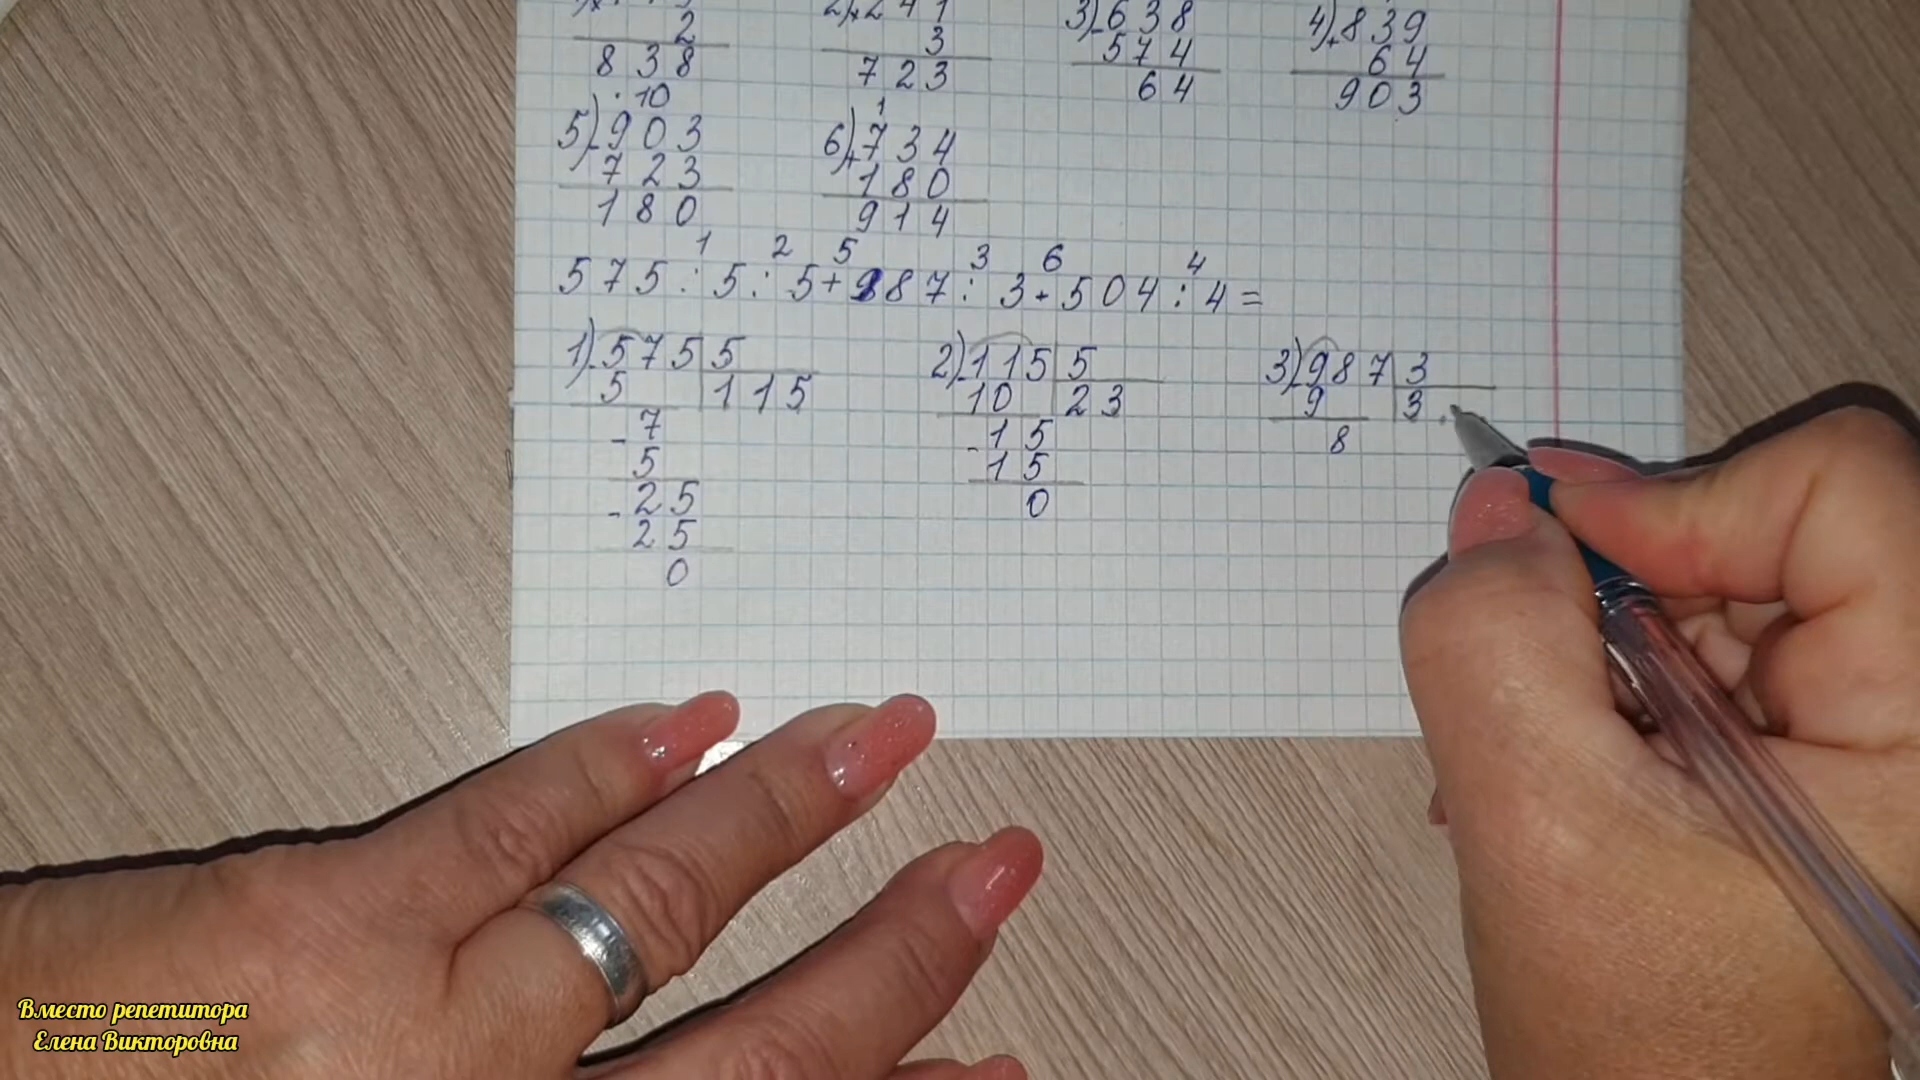 2) × 241 3) - 638 4) + 839
2 3 574 64
838 723 64 903
· 10 1
5) - 903 6) + 734
723 180
180 914
1 2 5 3 6 4
575 : 5 : 5 + 987 : 3 - 504 : 4 =
1) - 575 5 2) - 115 5 3) - 987 3
5 115 10 23 9 3 .
- 7 - 15 8
5 15
- 25 0
25
0
Вместо репетитора
Елена Викторовна